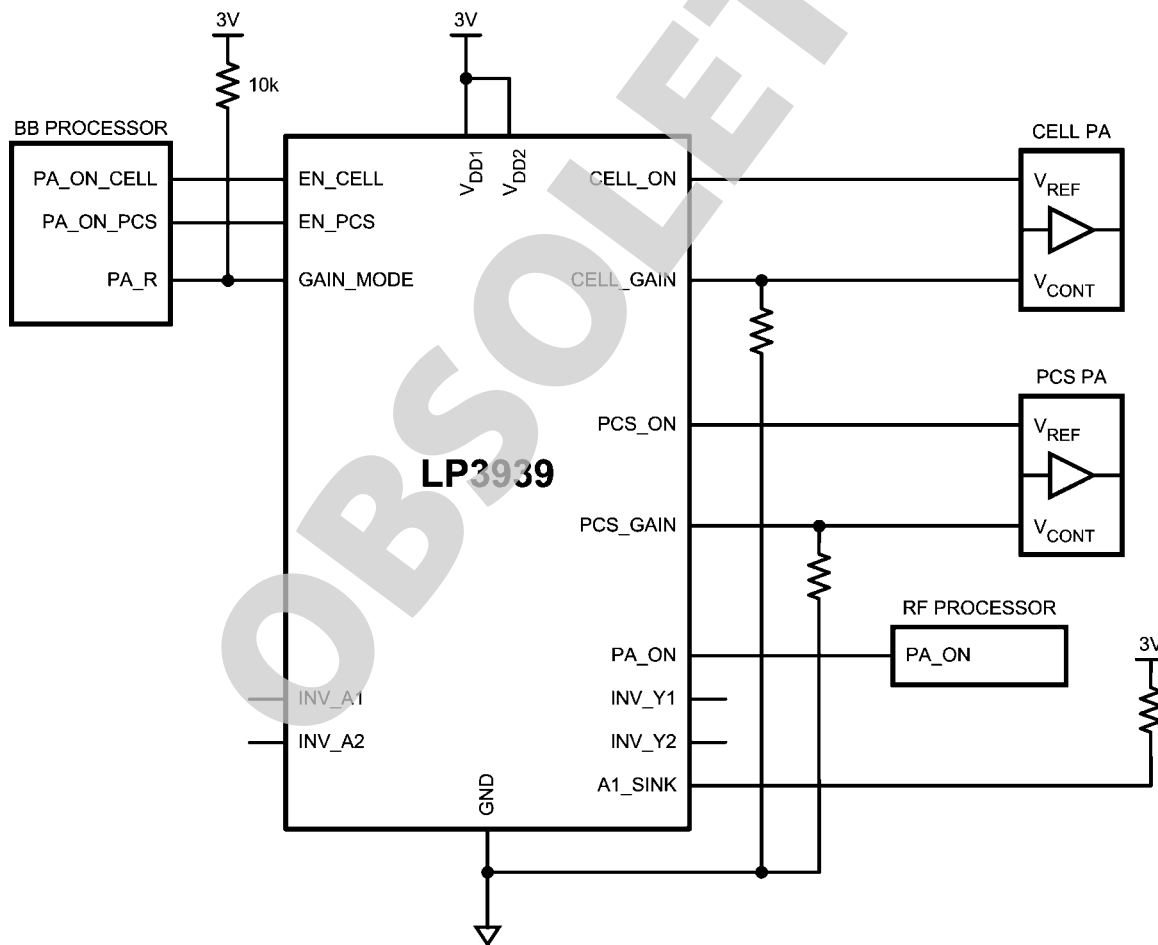 3V
3V
10k
BB PROCESSOR
CELL PA
PA_ON_CELL
EN_CELL
VDD1
VDD2
CELL_ON
VREF
PA_ON_PCS
EN_PCS
PA_R
GAIN_MODE
CELL_GAIN
VCONT
PCS PA
PCS_ON
VREF
LP3939
PCS_GAIN
VCONT
RF PROCESSOR
PA_ON
PA_ON
3V
INV_A1
INV_Y1
INV_A2
INV_Y2
A1_SINK
GND
OBSOLET